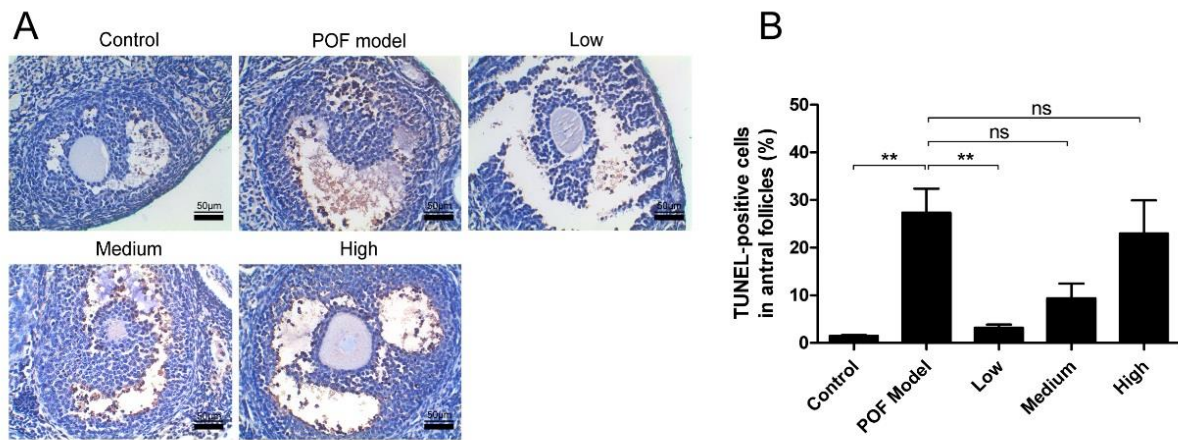 A
Control
POF model
Low
50μm
50μm
50μm
Medium
High
50μm
50μm
B
TUNEL-positive cells
in antral follicles (%)
50
40
30
20
10
0
ns
ns
** **
Control
POF Model
Low
Medium
High